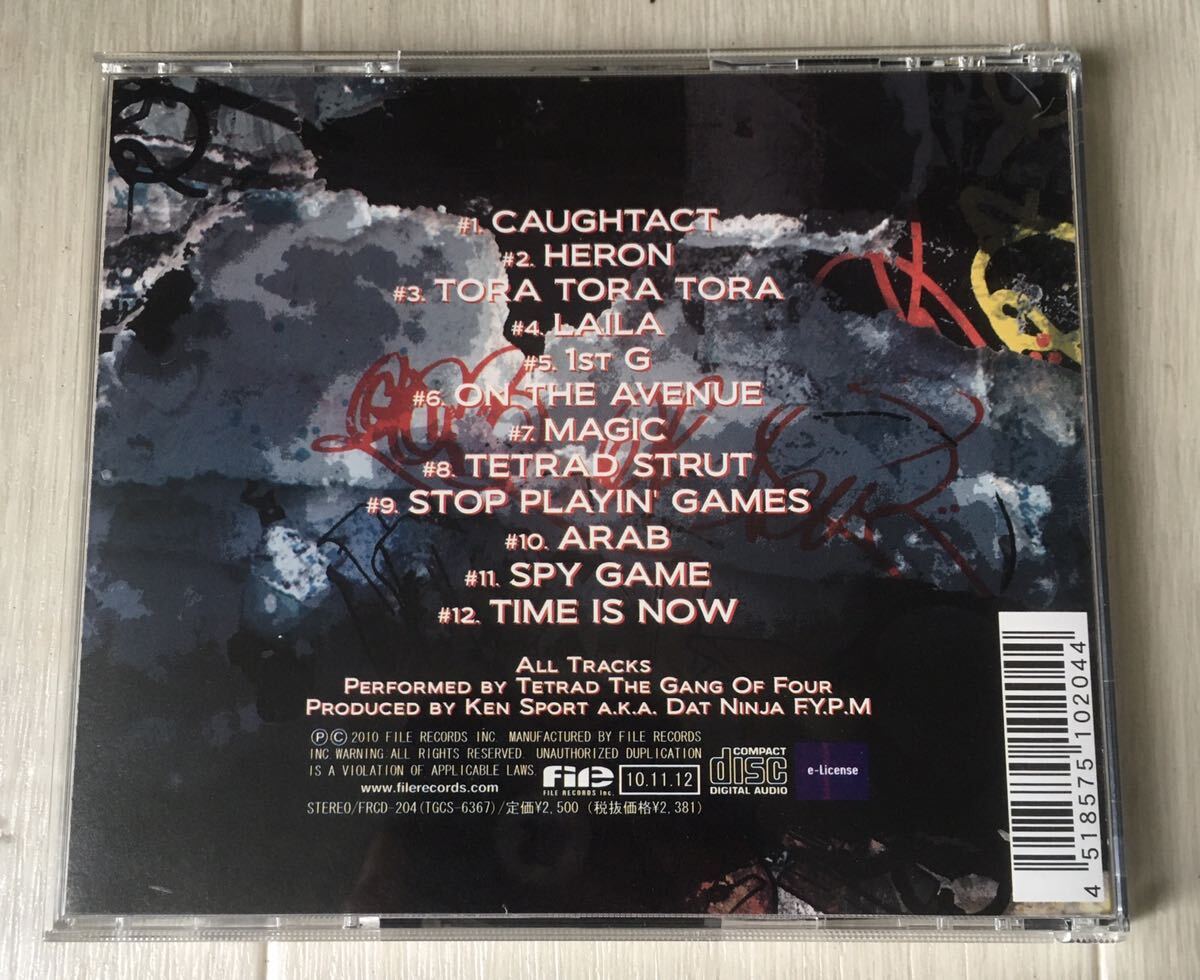 #1. CAUGHTACT
#2. HERON
#3. TORA TORA TORA
#4. LAILA
#5. 1ST G
#6. ON THE AVENUE
#7. MAGIC
#8. TETRAD STRUT
#9. STOP PLAYIN' GAMES
#10. ARAB
#11. SPY GAME
#12. TIME IS NOW
ALL TRACKS
PERFORMED BY TETRAD THE GANG OF FOUR
PRODUCED BY KEN SPORT A.K.A. DAT NINJA F.Y.P.M
ⓅⒸ 2010 FILE RECORDS INC. MANUFACTURED BY FILE RECORDS
INC.WARNING:ALL RIGHTS RESERVED. UNAUTHORIZED DUPLICATION
IS A VIOLATION OF APPLICABLE LAWS.
www.filerecords.com
FILE
FILE RECORDS Inc.
10.11.12
COMPACT
disc
DIGITAL AUDIO
e-License
STEREO/FRCD-204(TGCS-6367)/定価¥2,500 (税抜価格¥2,381)
4 518575 102044